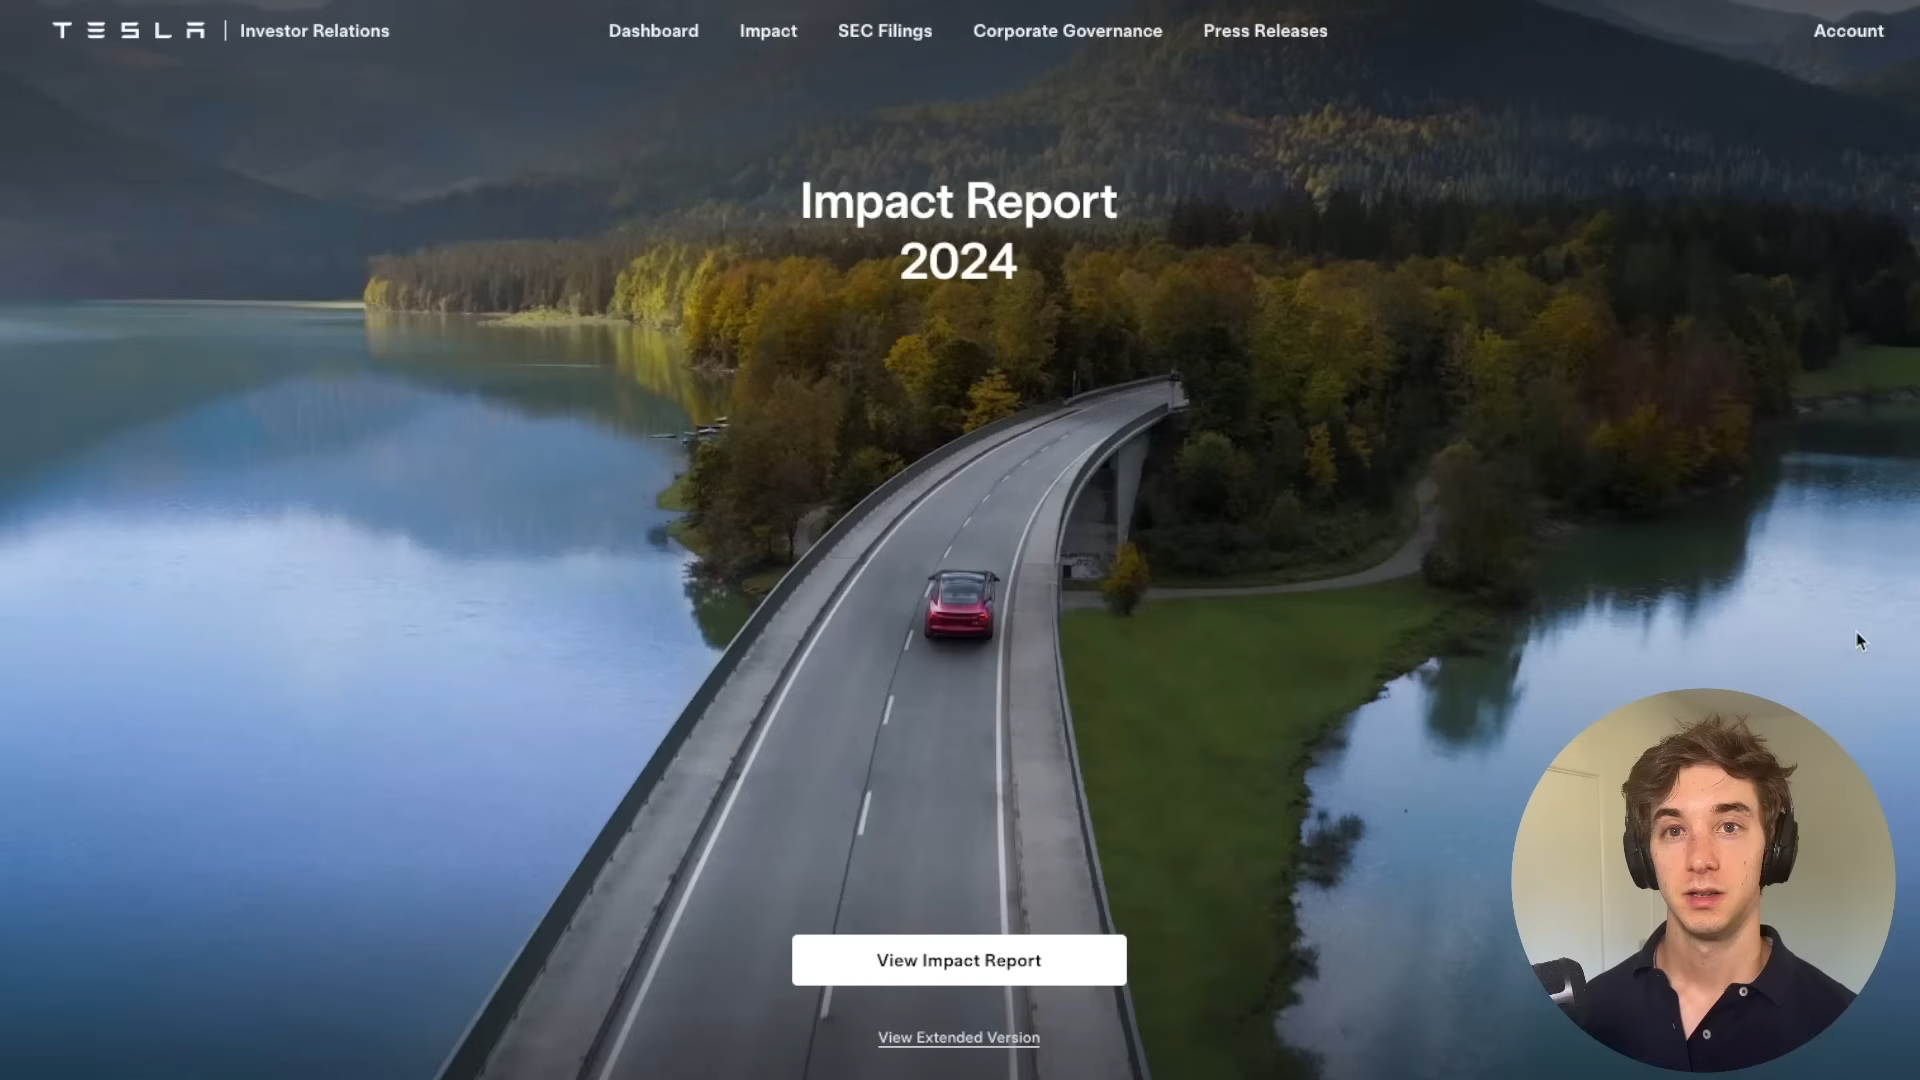 TESLA | Investor Relations
Dashboard
Impact
SEC Filings
Corporate Governance
Press Releases
Account
Impact Report
2024
View Impact Report
View Extended Version